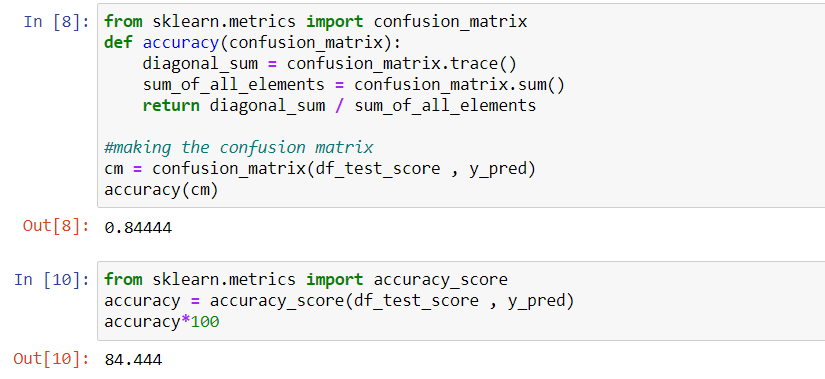 In [8]: from sklearn.metrics import confusion_matrix
def accuracy(confusion_matrix):
    diagonal_sum = confusion_matrix.trace()
    sum_of_all_elements = confusion_matrix.sum()
    return diagonal_sum / sum_of_all_elements
#making the confusion matrix
cm = confusion_matrix(df_test_score , y_pred)
accuracy(cm)
Out[8]: 0.84444
In [10]: from sklearn.metrics import accuracy_score
accuracy = accuracy_score(df_test_score , y_pred)
accuracy*100
Out[10]: 84.444